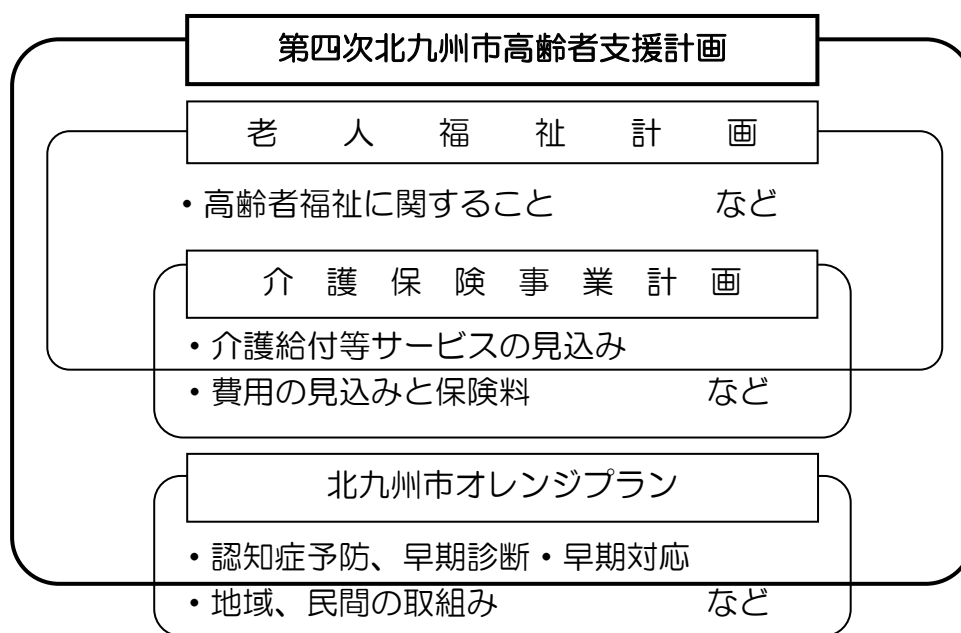 第四次北九州市高齢者支援計画
老人福祉計画
・高齢者福祉に関すること など
介護保険事業計画
・介護給付等サービスの見込み
・費用の見込みと保険料 など
北九州市オレンジプラン
・認知症予防、早期診断・早期対応
・地域、民間の取組み など